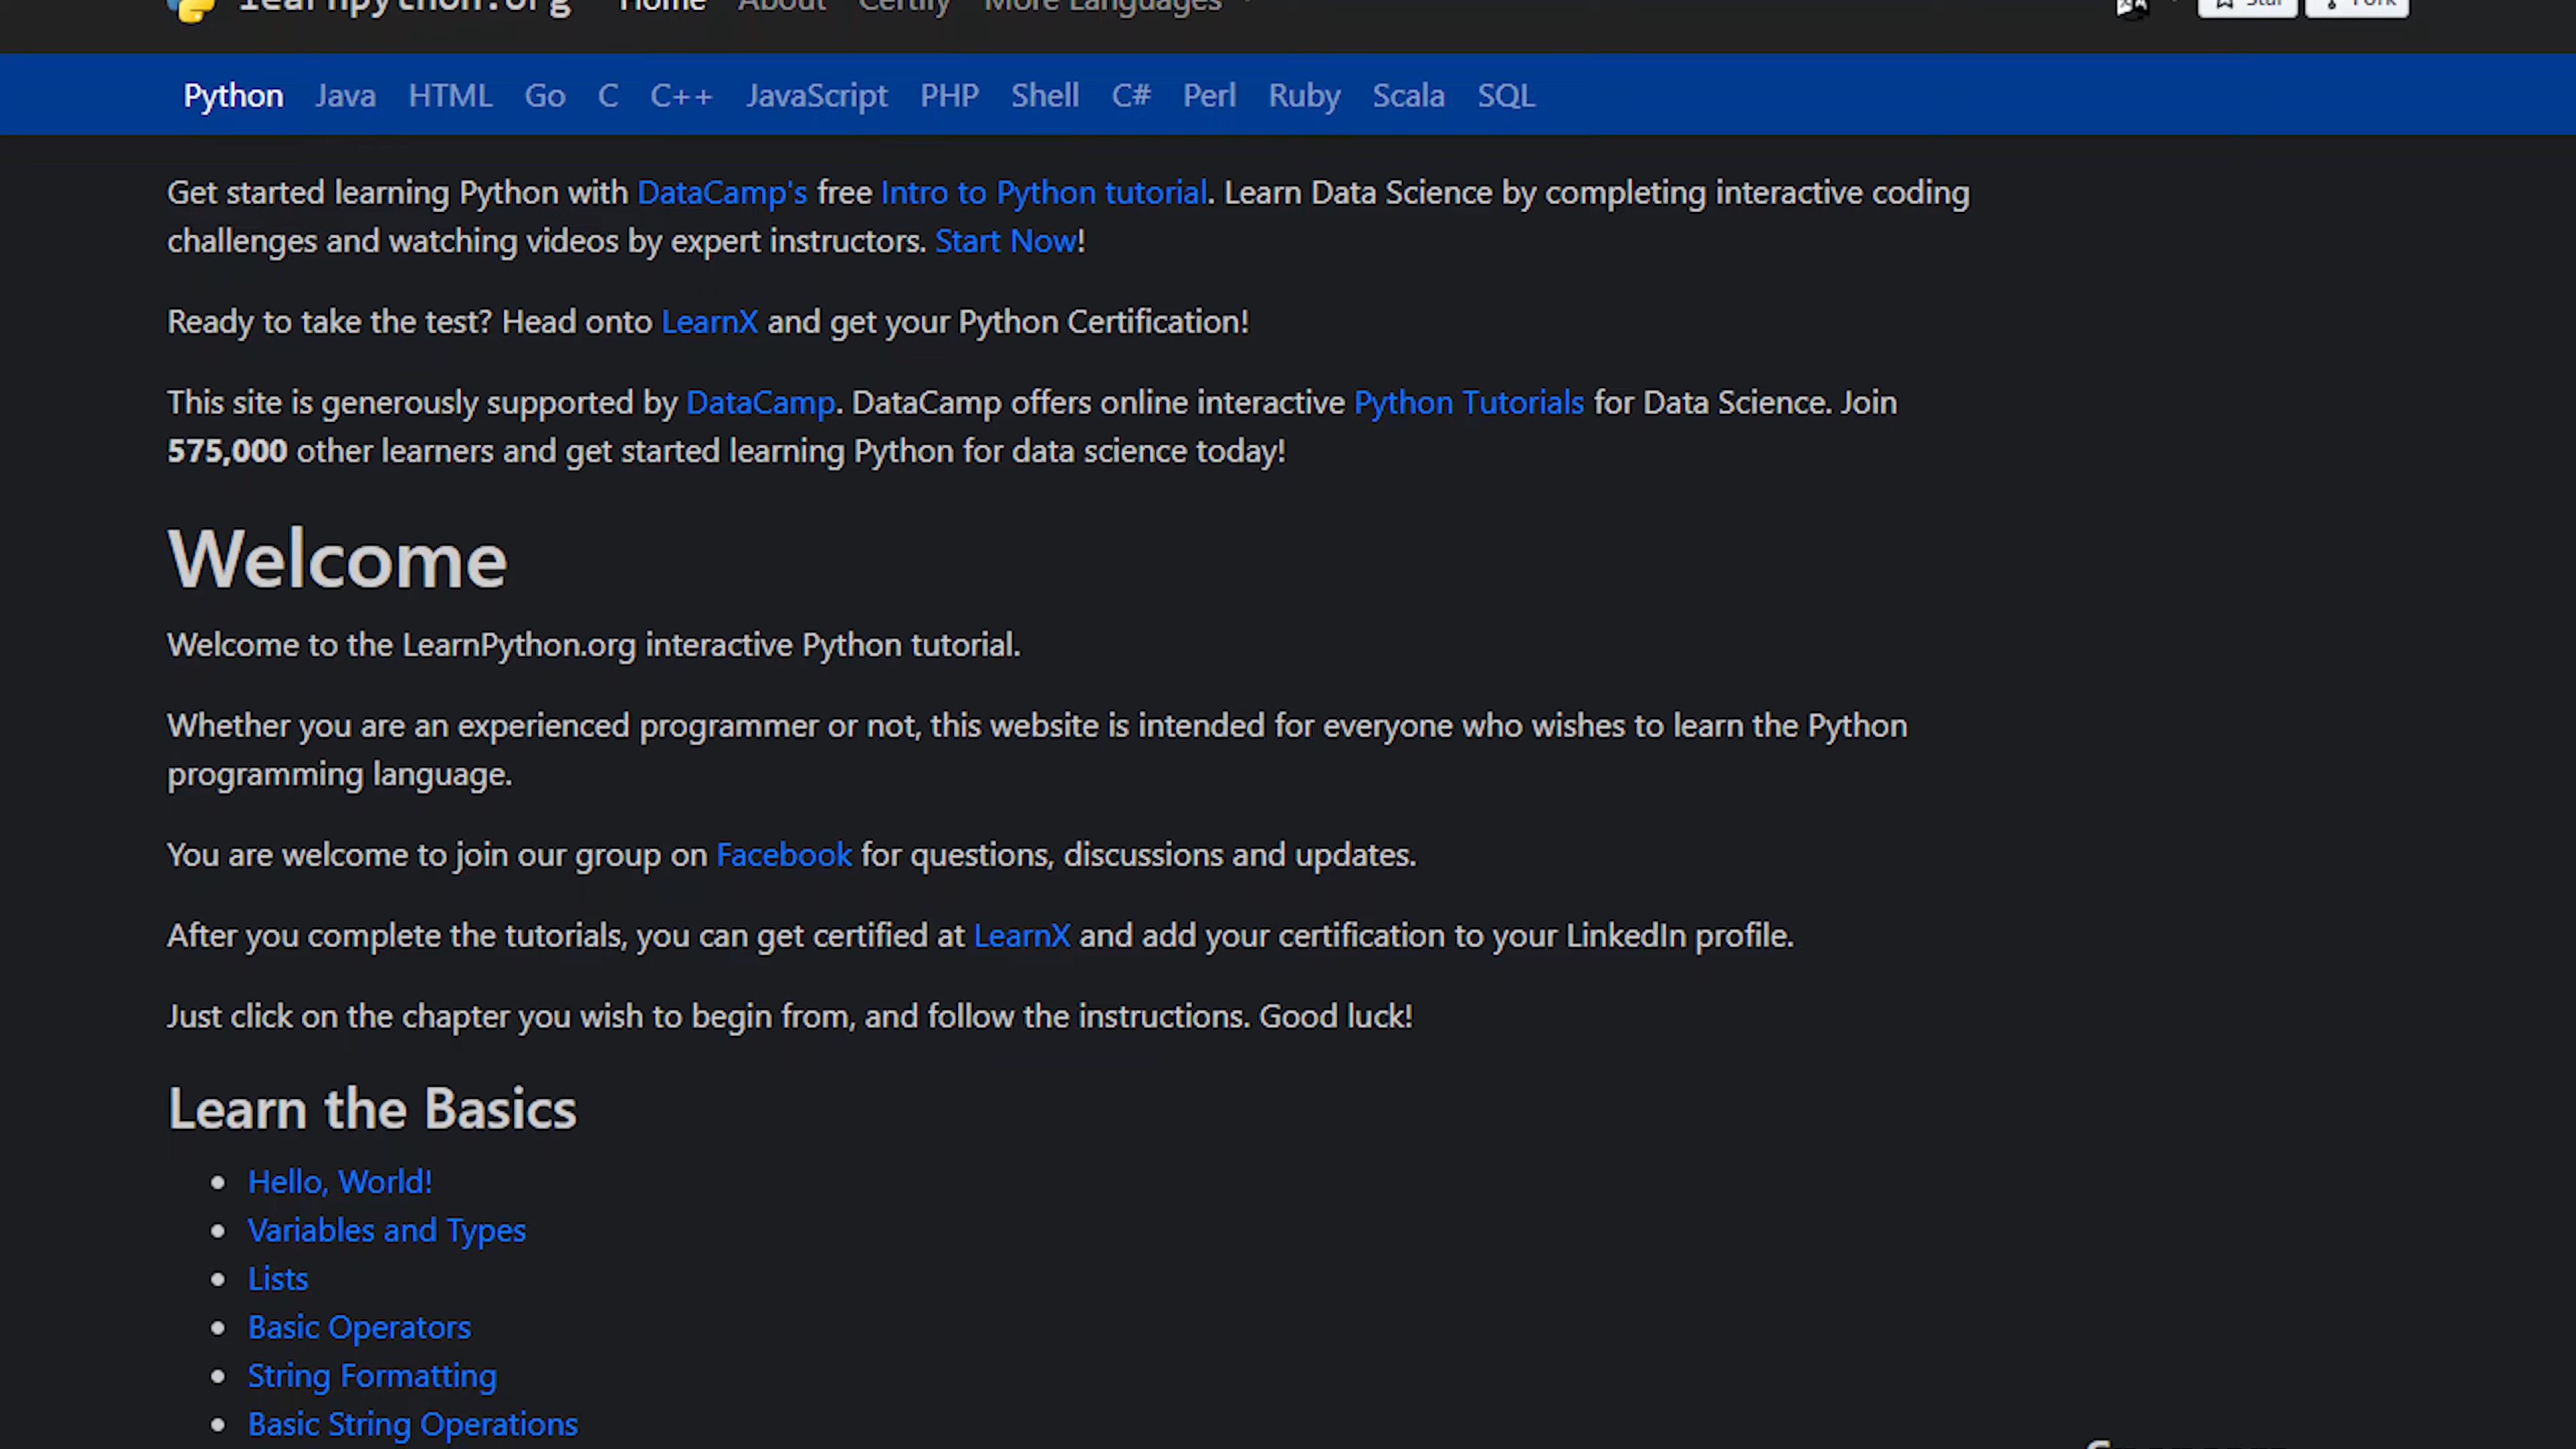 learnpython.org Home About Certify More Languages Star Fork
Python Java HTML Go C C++ JavaScript PHP Shell C# Perl Ruby Scala SQL
Get started learning Python with DataCamp's free Intro to Python tutorial. Learn Data Science by completing interactive coding
challenges and watching videos by expert instructors. Start Now!
Ready to take the test? Head onto LearnX and get your Python Certification!
This site is generously supported by DataCamp. DataCamp offers online interactive Python Tutorials for Data Science. Join
575,000 other learners and get started learning Python for data science today!
Welcome
Welcome to the LearnPython.org interactive Python tutorial.
Whether you are an experienced programmer or not, this website is intended for everyone who wishes to learn the Python
programming language.
You are welcome to join our group on Facebook for questions, discussions and updates.
After you complete the tutorials, you can get certified at LearnX and add your certification to your LinkedIn profile.
Just click on the chapter you wish to begin from, and follow the instructions. Good luck!
Learn the Basics
Hello, World!
Variables and Types
Lists
Basic Operators
String Formatting
Basic String Operations